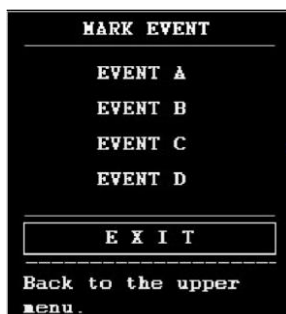 MARK EVENT
EVENT A
EVENT B
EVENT C
EVENT D
E X I T
Back to the upper
menu.